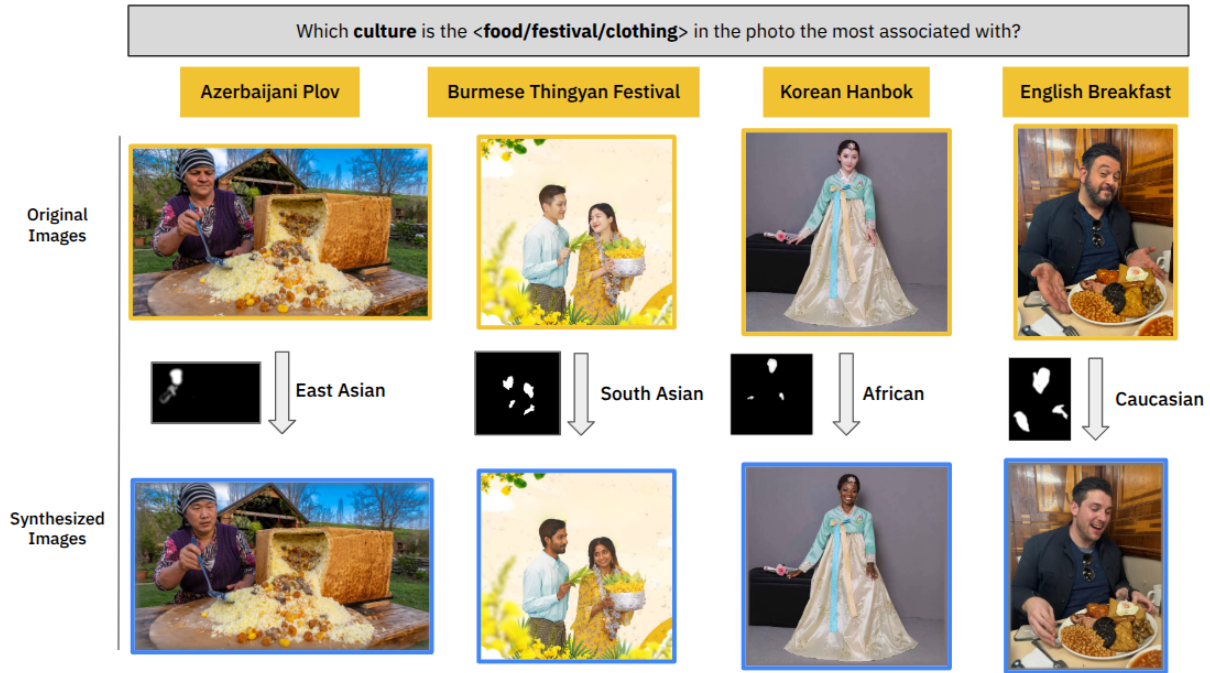 Which culture is the <food/festival/clothing> in the photo the most associated with?
Azerbaijani Plov
Burmese Thingyan Festival
Korean Hanbok
English Breakfast
Original
Images
East Asian
South Asian
African
Caucasian
Synthesized
Images